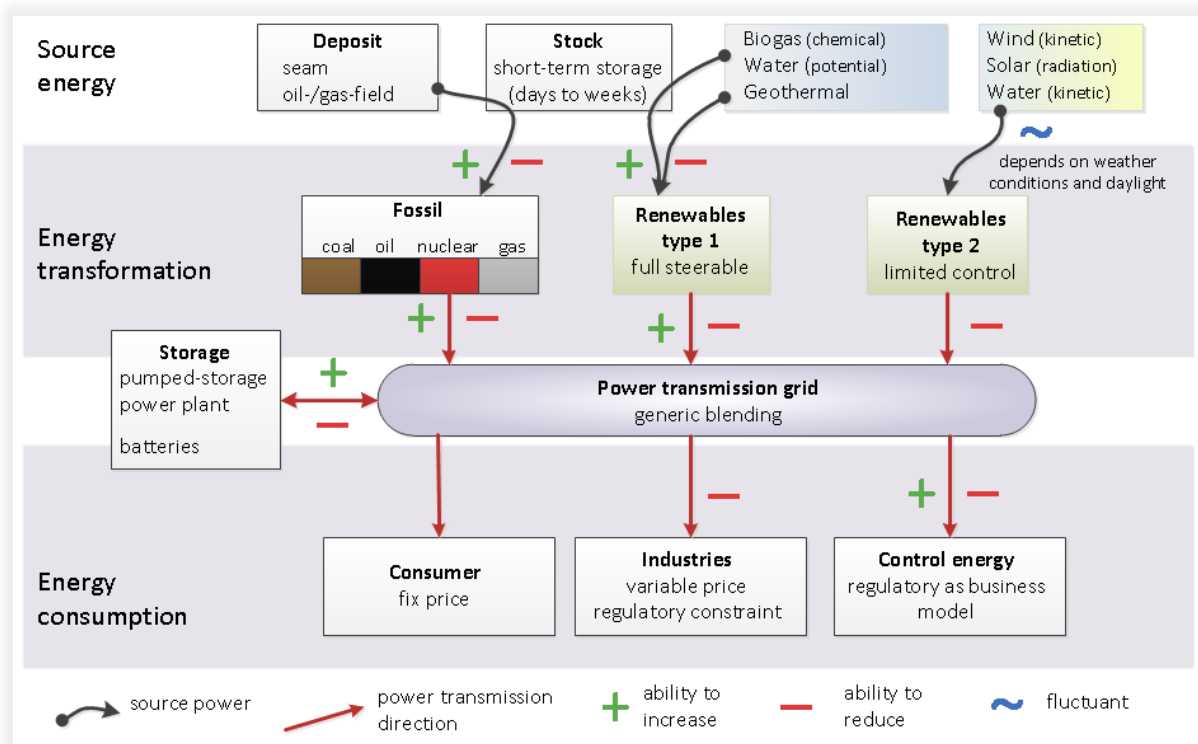 Source
energy
Deposit
seam
oil-/gas-field
Stock
short-term storage
(days to weeks)
Biogas (chemical)
Water (potential)
Geothermal
Wind (kinetic)
Solar (radiation)
Water (kinetic)
~
depends on weather
conditions and daylight
+ −
+ −
Energy
transformation
Fossil
coal oil nuclear gas
Renewables
type 1
full steerable
Renewables
type 2
limited control
+ −
+ −
−
Storage
pumped-storage
power plant
batteries
+
−
Power transmission grid
generic blending
−
+ −
Energy
consumption
Consumer
fix price
Industries
variable price
regulatory constraint
Control energy
regulatory as business
model
source power
power transmission
direction
+ ability to
increase
− ability to
reduce
~ fluctuant